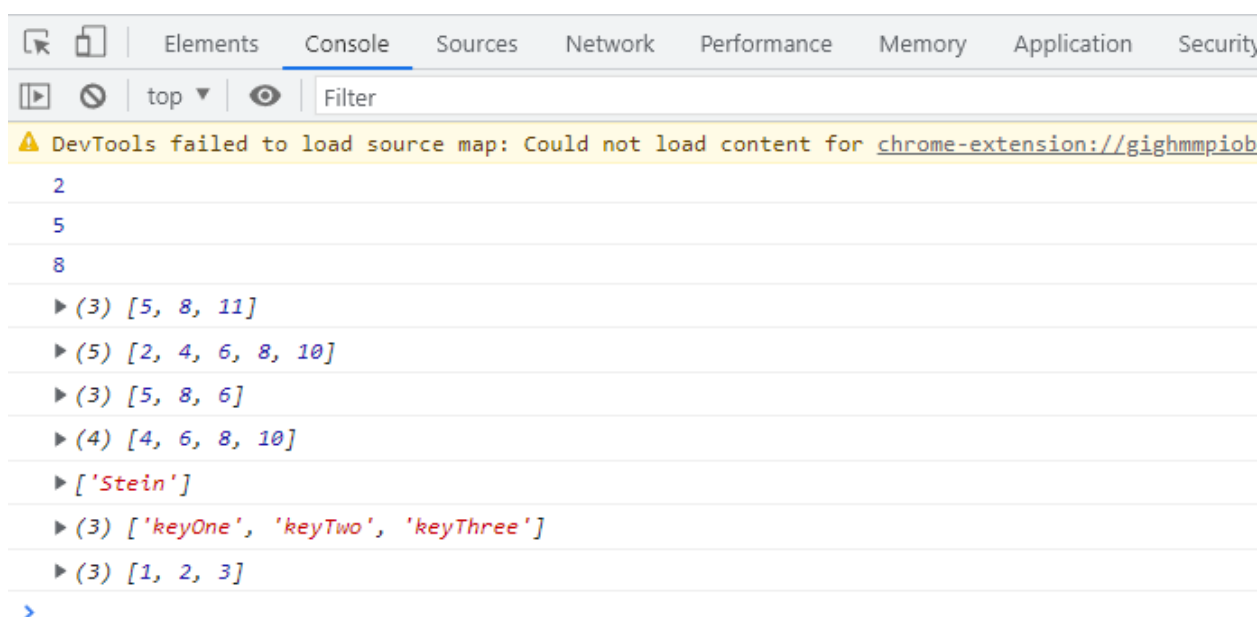 Elements Console Sources Network Performance Memory Application Security
top Filter
DevTools failed to load source map: Could not load content for chrome-extension://gighmmpiob
2
5
8
(3) [5, 8, 11]
(5) [2, 4, 6, 8, 10]
(3) [5, 8, 6]
(4) [4, 6, 8, 10]
['Stein']
(3) ['keyOne', 'keyTwo', 'keyThree']
(3) [1, 2, 3]